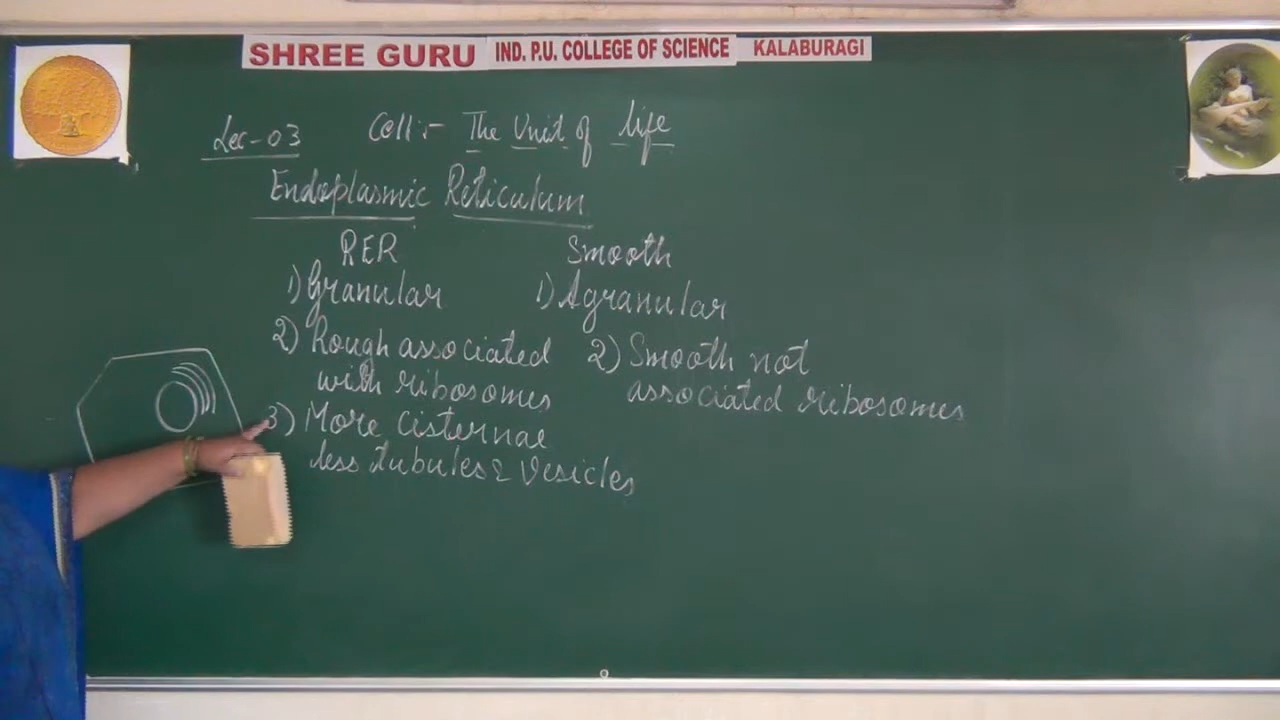 SHREE GURU IND. P.U. COLLEGE OF SCIENCE KALABURAGI
Lec-03 Cell:- The Unit of life
Endoplasmic Reticulum
RER Smooth
1) Granular 1) Agranular
2) Rough associated 2) Smooth not
with ribosomes associated ribosomes
3) More Cisternae
less tubules & Vesicles